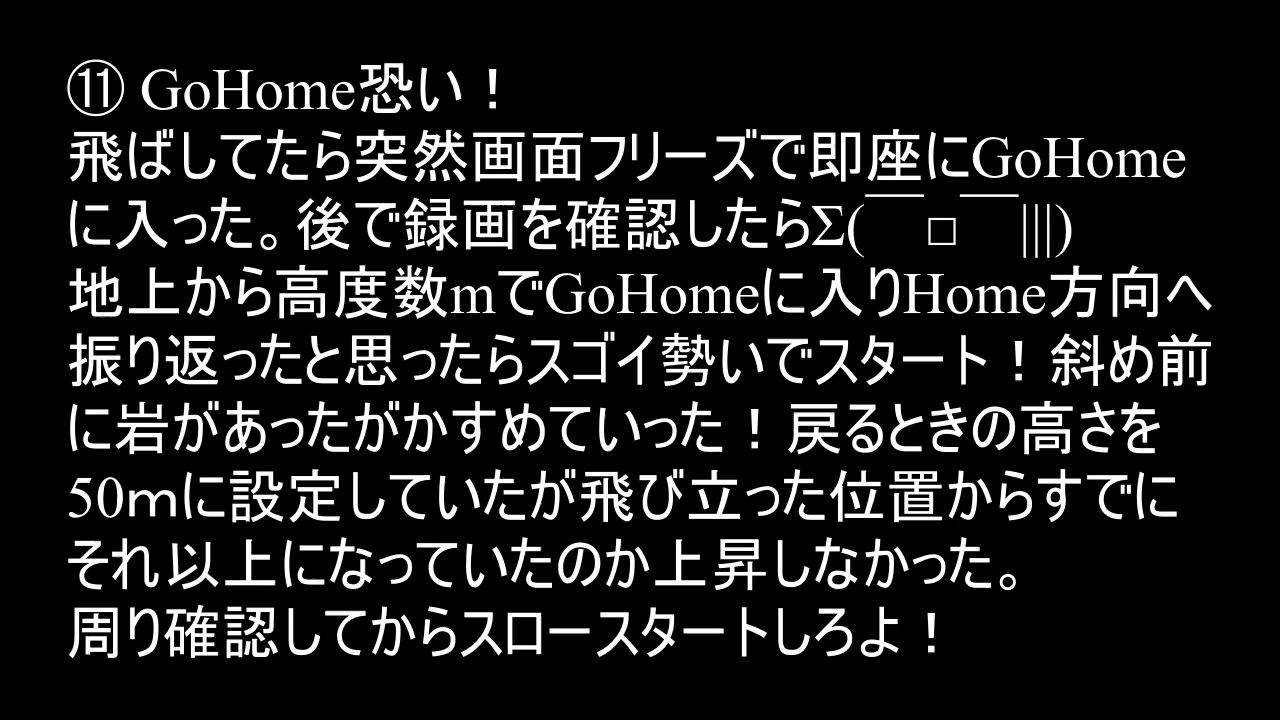 ⑪ GoHome恐い！
飛ばしてたら突然画面フリーズで即座にGoHome
に入った。後で録画を確認したらΣ(￣□￣|||)
地上から高度数mでGoHomeに入りHome方向へ
振り返ったと思ったらスゴイ勢いでスタート！斜め前
に岩があったがかすめていった！戻るときの高さを
50ｍに設定していたが飛び立った位置からすでに
それ以上になっていたのか上昇しなかった。
周り確認してからスロースタートしろよ！